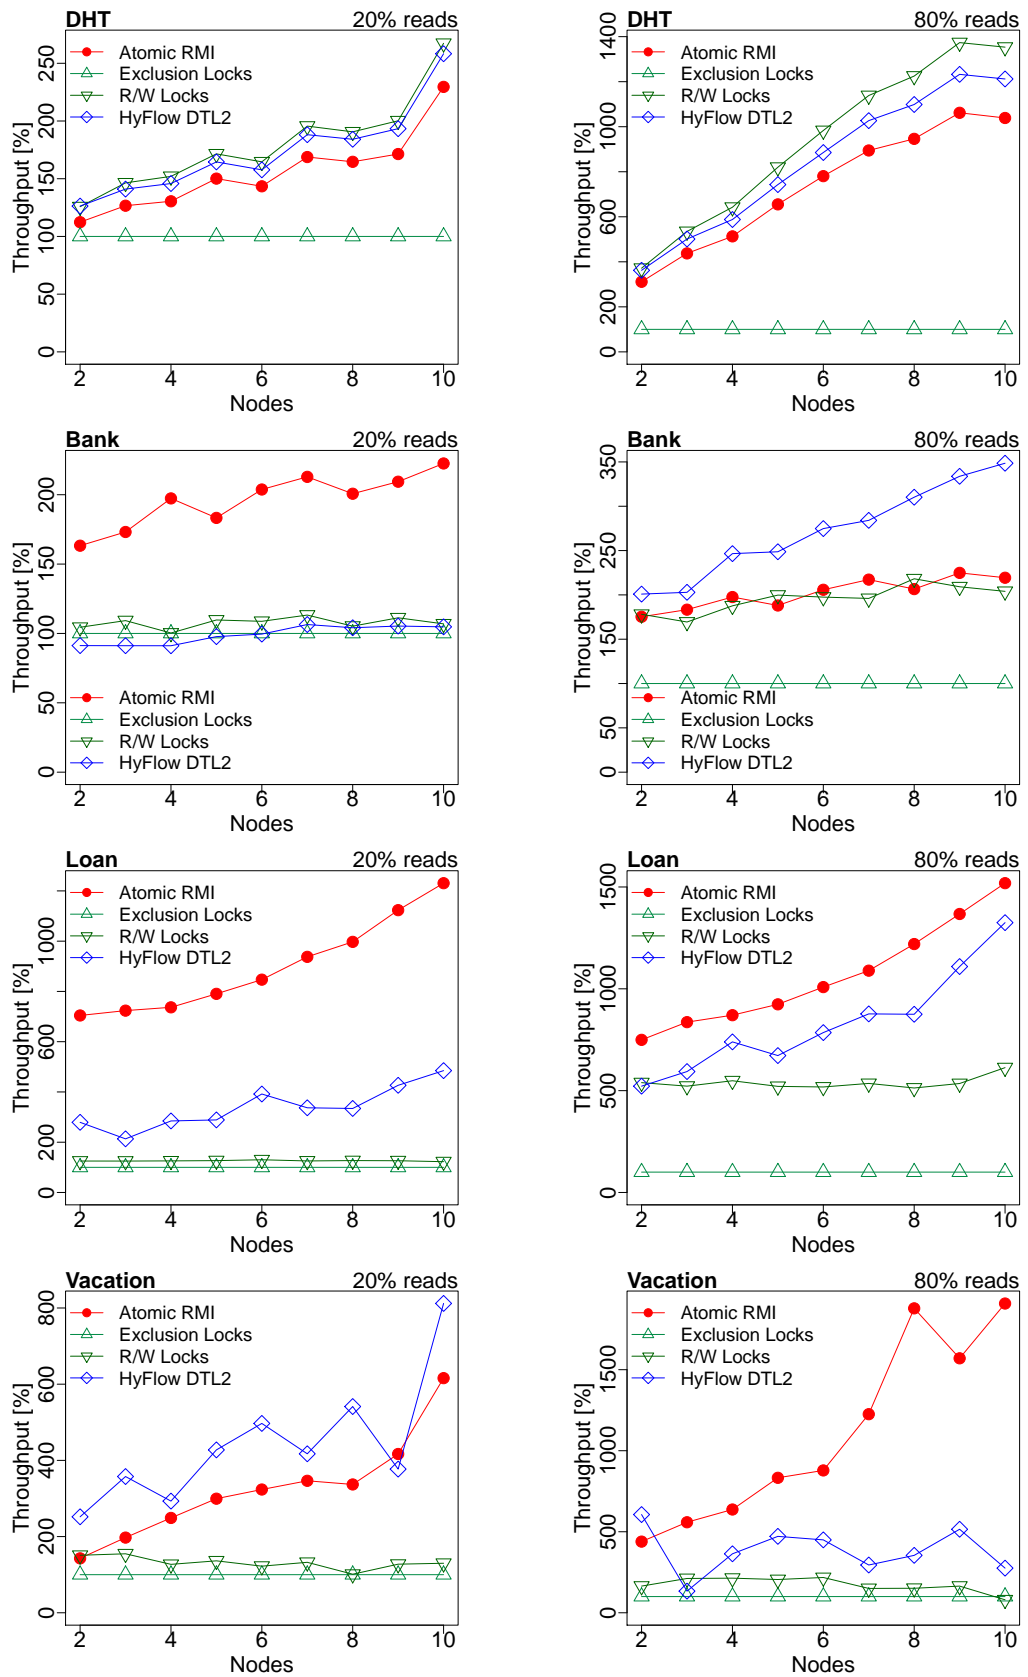 DHT 20% reads
Atomic RMI
Exclusion Locks
R/W Locks
HyFlow DTL2
Throughput [%]
0 50 100 150 200 250
2 4 6 8 10
Nodes
DHT 80% reads
Atomic RMI
Exclusion Locks
R/W Locks
HyFlow DTL2
Throughput [%]
0 200 600 1000 1400
2 4 6 8 10
Nodes
Bank 20% reads
Throughput [%]
0 50 100 150 200
Atomic RMI
Exclusion Locks
R/W Locks
HyFlow DTL2
2 4 6 8 10
Nodes
Bank 80% reads
Throughput [%]
0 50 150 250 350
Atomic RMI
Exclusion Locks
R/W Locks
HyFlow DTL2
2 4 6 8 10
Nodes
Loan 20% reads
Atomic RMI
Exclusion Locks
R/W Locks
HyFlow DTL2
Throughput [%]
0 200 600 1000
2 4 6 8 10
Nodes
Loan 80% reads
Atomic RMI
Exclusion Locks
R/W Locks
HyFlow DTL2
Throughput [%]
0 500 1000 1500
2 4 6 8 10
Nodes
Vacation 20% reads
Atomic RMI
Exclusion Locks
R/W Locks
HyFlow DTL2
Throughput [%]
0 200 400 600 800
2 4 6 8 10
Nodes
Vacation 80% reads
Atomic RMI
Exclusion Locks
R/W Locks
HyFlow DTL2
Throughput [%]
0 500 1000 1500
2 4 6 8 10
Nodes